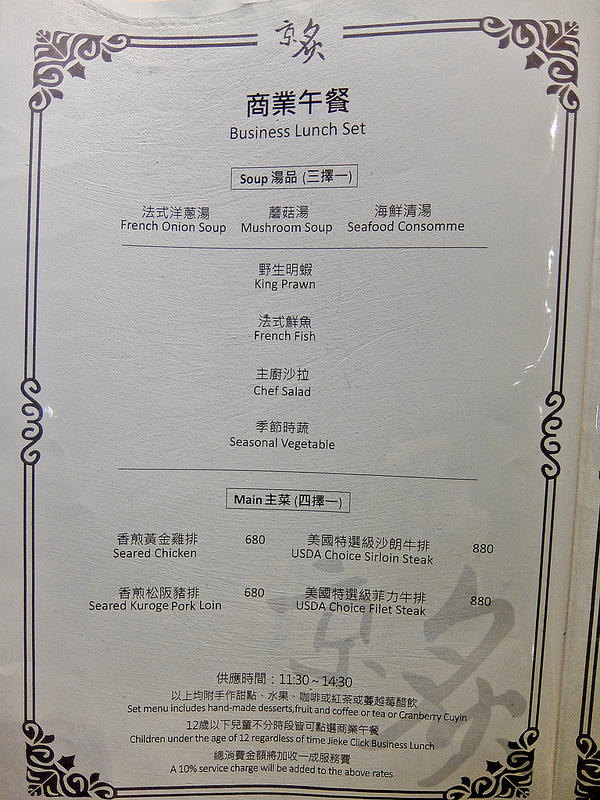 京炙
商業午餐
Business Lunch Set
Soup 湯品 (三擇一)
法式洋蔥湯 蘑菇湯 海鮮清湯
French Onion Soup Mushroom Soup Seafood Consomme
野生明蝦
King Prawn
法式鮮魚
French Fish
主廚沙拉
Chef Salad
季節時蔬
Seasonal Vegetable
Main 主菜 (四擇一)
香煎黃金雞排 680 美國特選級沙朗牛排 880
Seared Chicken USDA Choice Sirloin Steak
香煎松阪豬排 680 美國特選級菲力牛排 880
Seared Kuroge Pork Loin USDA Choice Filet Steak
京炙
供應時間：11:30~14:30
以上均附手作甜點、水果、咖啡或紅茶或蔓越莓醋飲
Set menu includes hand-made desserts,fruit and coffee or tea or Cranberry Cuyin
12歲以下兒童不分時段皆可點選商業午餐
Children under the age of 12 regardless of time Jieke Click Business Lunch
總消費金額將加收一成服務費
A 10% service charge will be added to the above rates